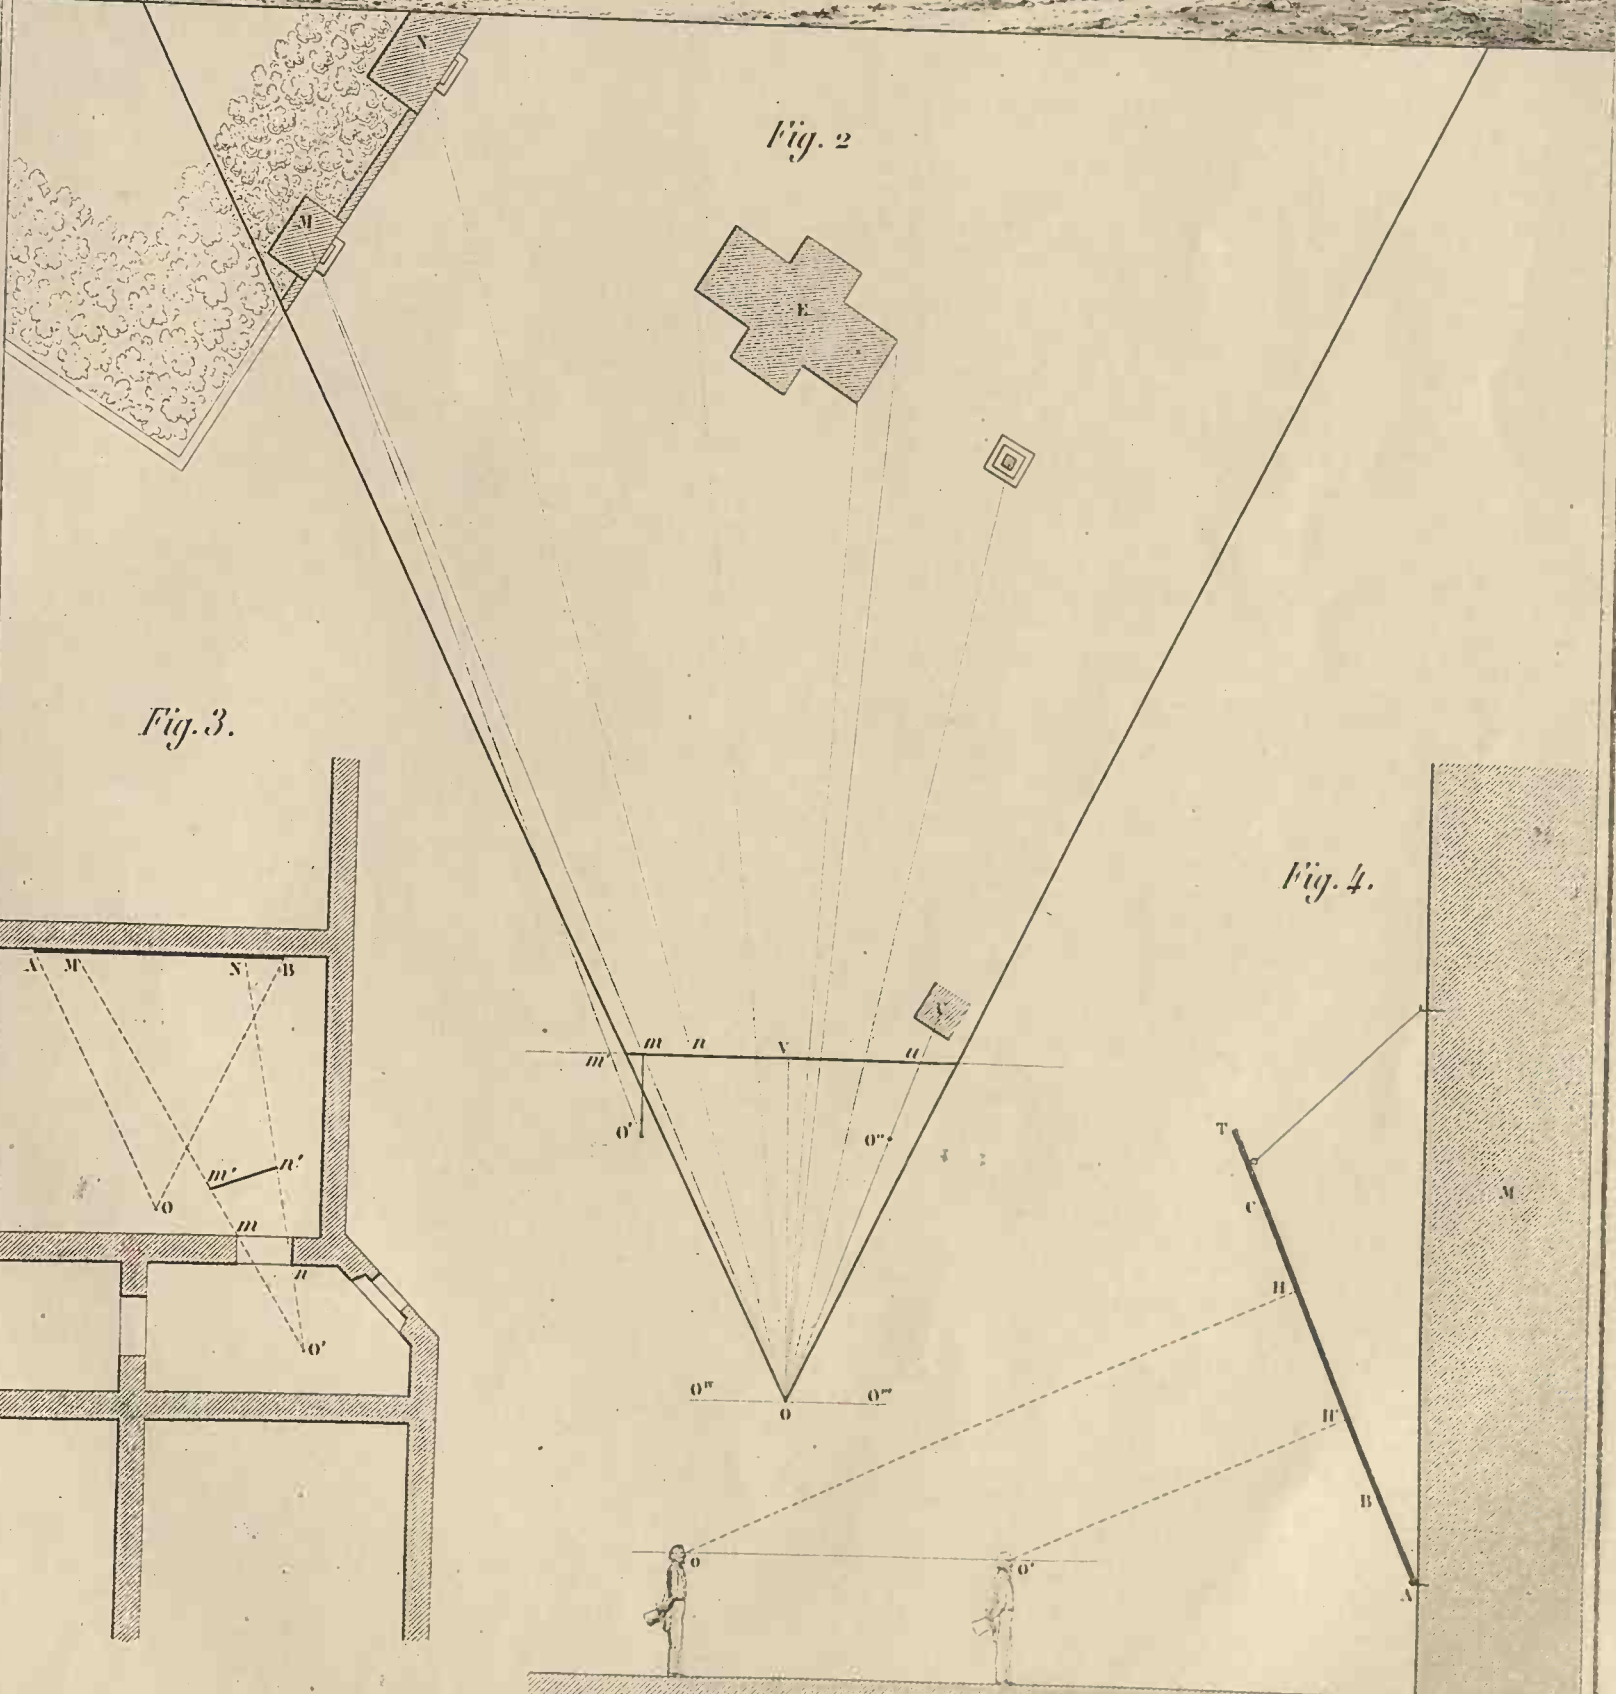 Fig. 2
M
E
Fig. 3.
Fig. 4.
A M N B
m' n'
O
m
n
O'
m' m n V u
O' O''
O
T
C
H
H'
B
A
M
O O'